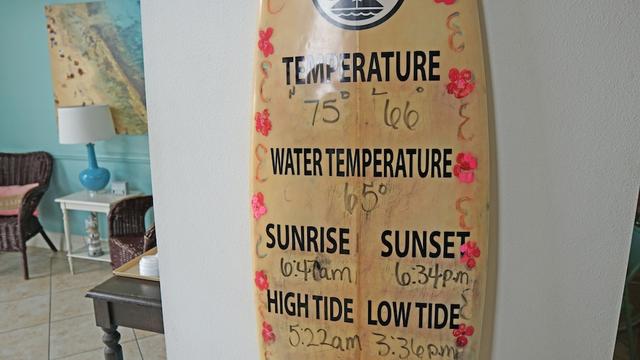 TEMPERATURE
75° L 66°
WATER TEMPERATURE
65°
SUNRISE SUNSET
6:47am 6:34pm
HIGH TIDE LOW TIDE
5:22am 3:36pm